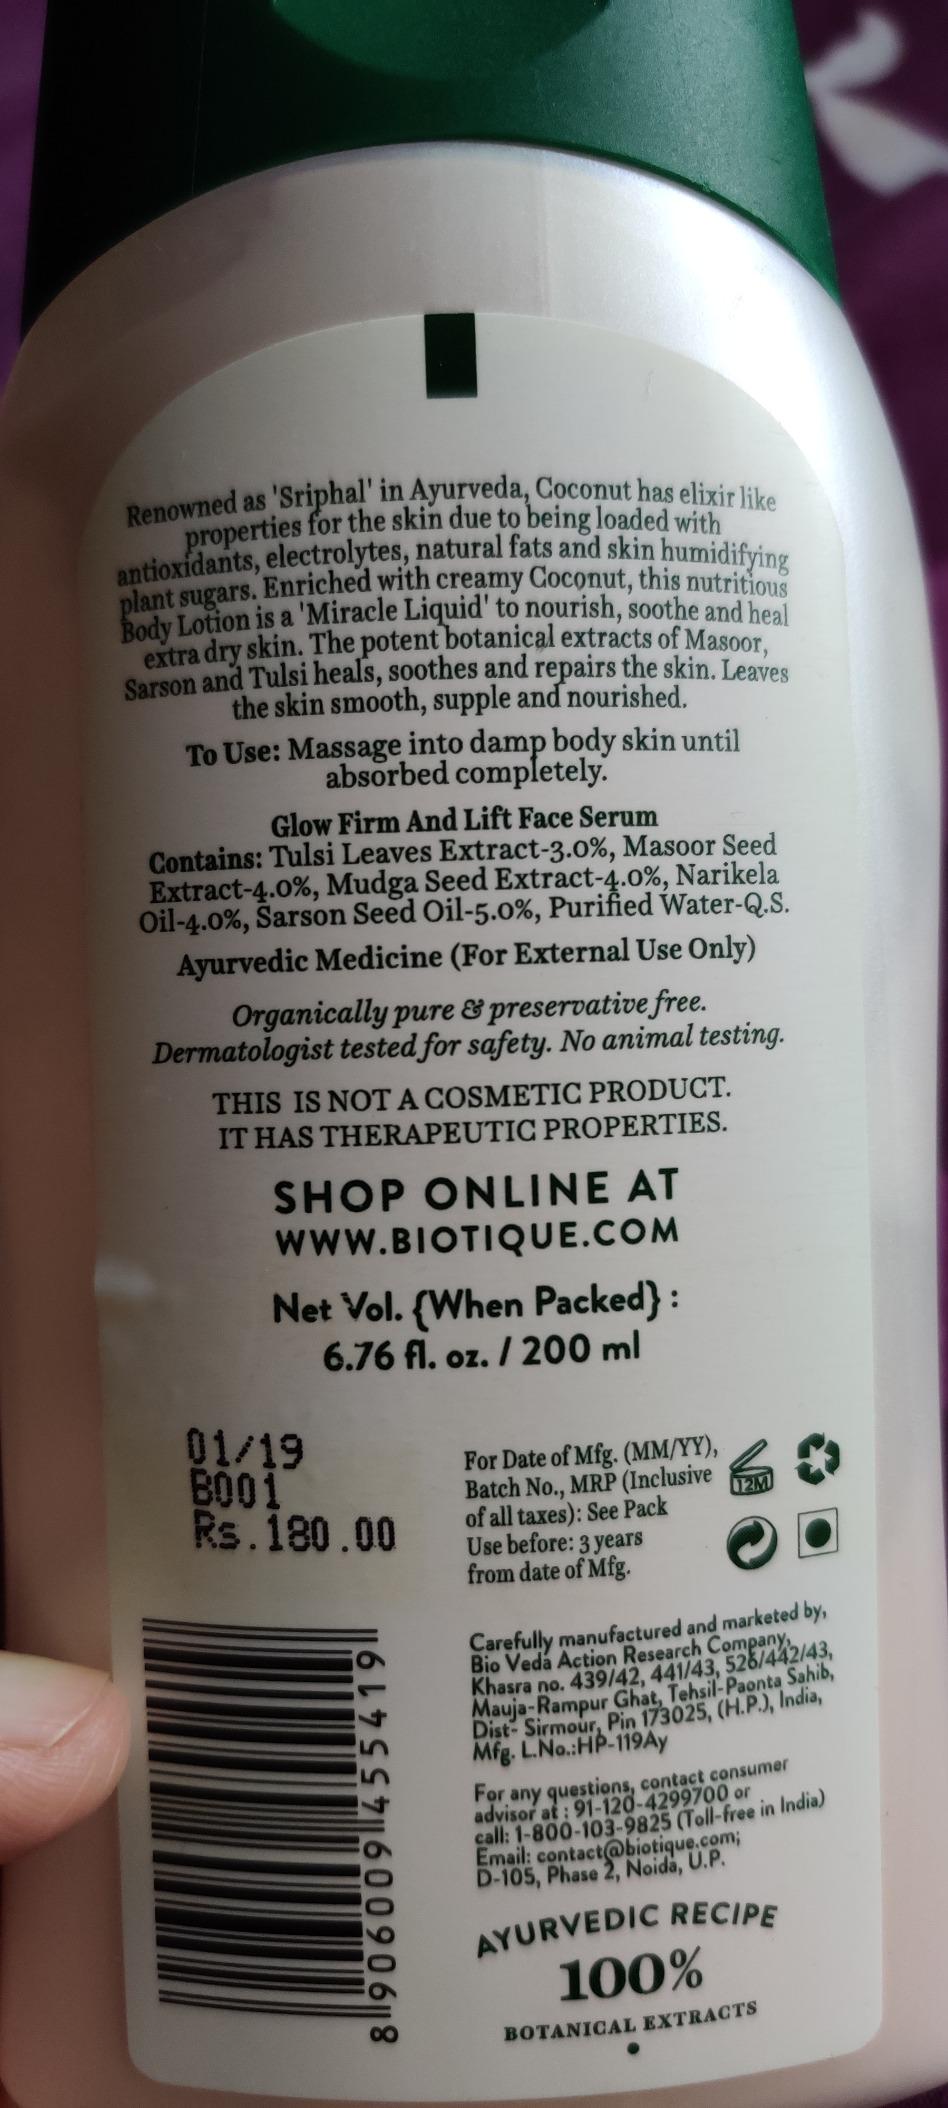 Renowned as 'Sriphal' in Ayurveda, Coconut has elixir like
properties for the skin due to being loaded with
antioxidants, electrolytes, natural fats and skin humidifying
plant sugars. Enriched with creamy Coconut, this nutritious
Body Lotion is a 'Miracle Liquid' to nourish, soothe and heal
extra dry skin. The potent botanical extracts of Masoor,
Sarson and Tulsi heals, soothes and repairs the skin. Leaves
the skin smooth, supple and nourished.
To Use: Massage into damp body skin until
absorbed completely.
Glow Firm And Lift Face Serum
Contains: Tulsi Leaves Extract-3.0%, Masoor Seed
Extract-4.0%, Mudga Seed Extract-4.0%, Narikela
Oil-4.0%, Sarson Seed Oil-5.0%, Purified Water-Q.S.
Ayurvedic Medicine (For External Use Only)
Organically pure & preservative free.
Dermatologist tested for safety. No animal testing.
THIS IS NOT A COSMETIC PRODUCT.
IT HAS THERAPEUTIC PROPERTIES.
SHOP ONLINE AT
WWW.BIOTIQUE.COM
Net Vol. {When Packed} :
6.76 fl. oz. / 200 ml
01/19
B001
Rs.180.00
For Date of Mfg. (MM/YY),
Batch No., MRP (Inclusive
of all taxes): See Pack
Use before: 3 years
from date of Mfg.
12M
Carefully manufactured and marketed by,
Bio Veda Action Research Company,
Khasra no. 439/42, 441/43, 526/442/43,
Mauja-Rampur Ghat, Tehsil-Paonta Sahib,
Dist- Sirmour, Pin 173025, (H.P.), India,
Mfg. L.No.:HP-119Ay
For any questions, contact consumer
advisor at : 91-120-4299700 or
call: 1-800-103-9825 (Toll-free in India)
Email: contact@biotique.com;
D-105, Phase 2, Noida, U.P.
8 906009 455419
AYURVEDIC RECIPE
100%
BOTANICAL EXTRACTS